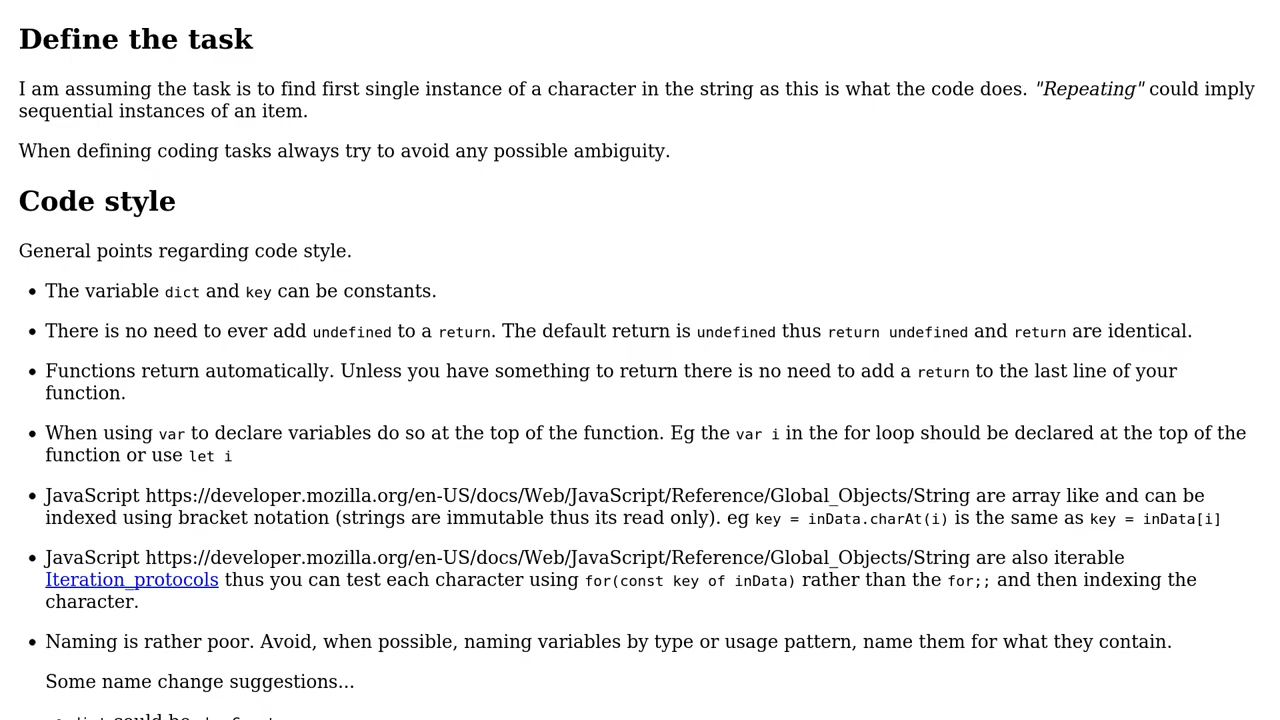 Define the task
I am assuming the task is to find first single instance of a character in the string as this is what the code does. "Repeating" could imply
sequential instances of an item.
When defining coding tasks always try to avoid any possible ambiguity.
Code style
General points regarding code style.
• The variable dict and key can be constants.
• There is no need to ever add undefined to a return. The default return is undefined thus return undefined and return are identical.
• Functions return automatically. Unless you have something to return there is no need to add a return to the last line of your
function.
• When using var to declare variables do so at the top of the function. Eg the var i in the for loop should be declared at the top of the
function or use let i
• JavaScript https://developer.mozilla.org/en-US/docs/Web/JavaScript/Reference/Global_Objects/String are array like and can be
indexed using bracket notation (strings are immutable thus its read only). eg key = inData.charAt(i) is the same as key = inData[i]
• JavaScript https://developer.mozilla.org/en-US/docs/Web/JavaScript/Reference/Global_Objects/String are also iterable
Iteration_protocols thus you can test each character using for(const key of inData) rather than the for;; and then indexing the
character.
• Naming is rather poor. Avoid, when possible, naming variables by type or usage pattern, name them for what they contain.
Some name change suggestions...